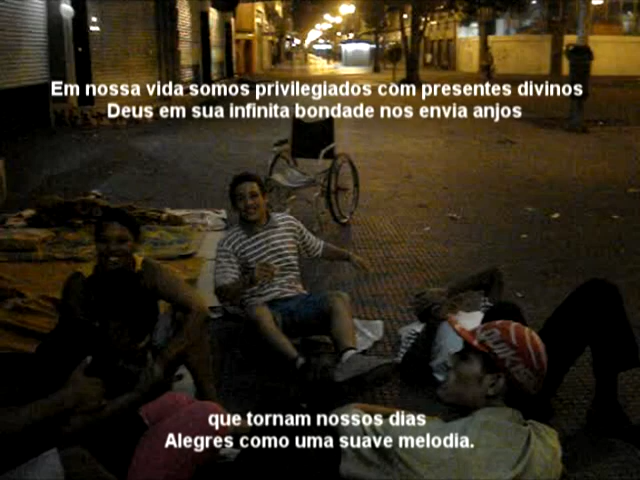 Em nossa vida somos privilegiados com presentes divinos
Deus em sua infinita bondade nos envia anjos
que tornam nossos dias
Alegres como uma suave melodia.